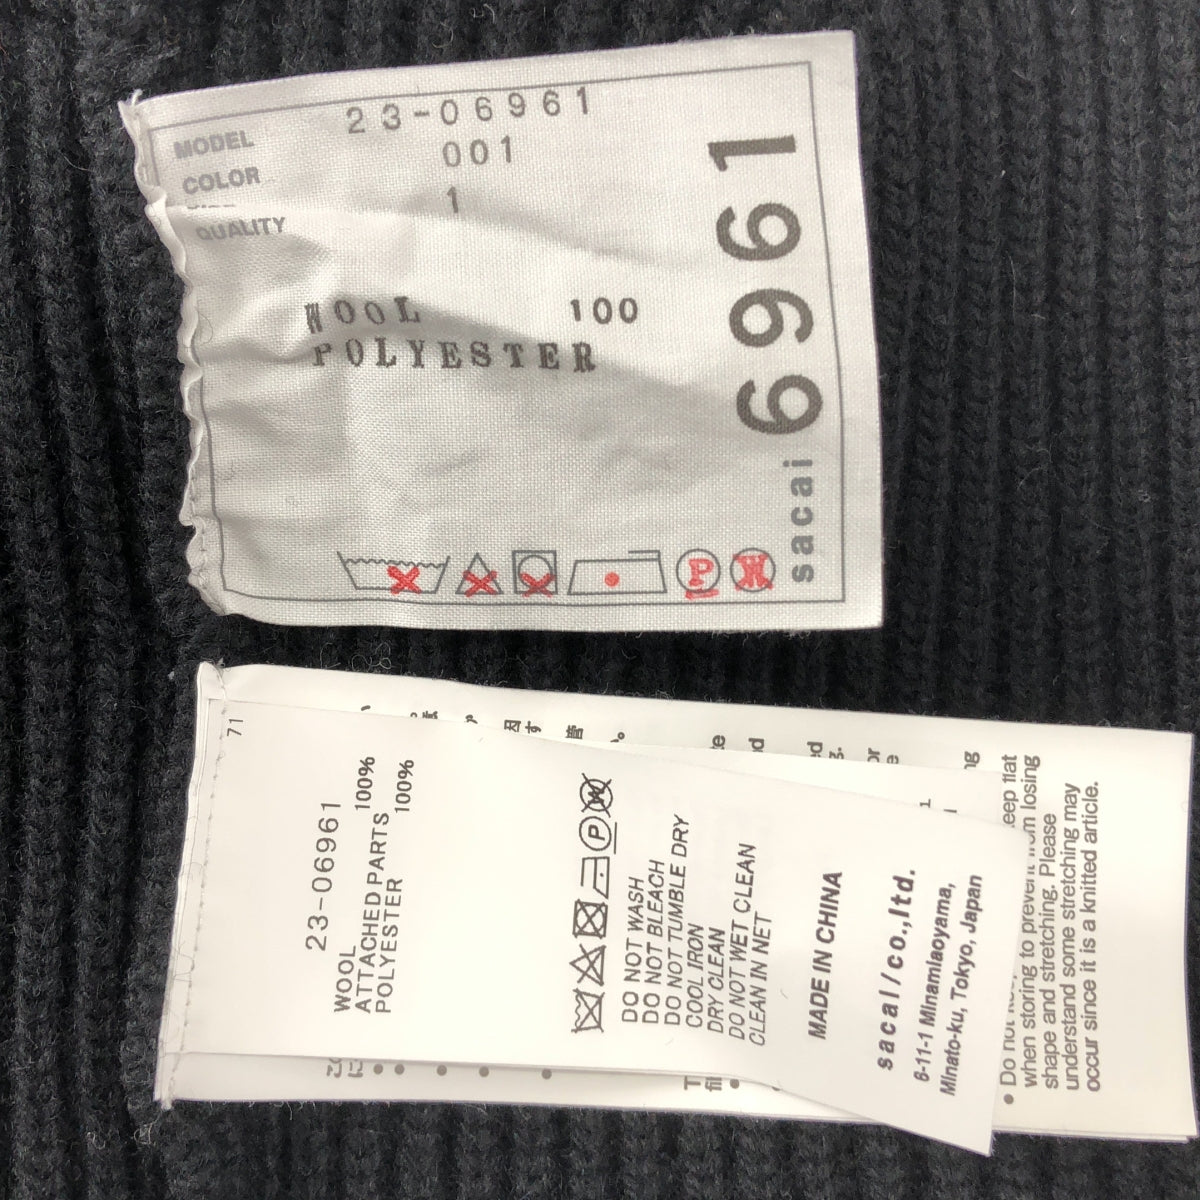 MODEL 23-06961
COLOR 001
1
QUALITY
WOOL 100
POLYESTER
P
W
sacai 6961
71
23-06961
WOOL 100%
ATTACHED PARTS
POLYESTER 100%
P
W
DO NOT WASH
DO NOT BLEACH
DO NOT TUMBLE DRY
COOL IRON
DRY CLEAN
DO NOT WET CLEAN
CLEAN IN NET
MADE IN CHINA
sacai/co.,ltd.
6-11-1 Minamiaoyama,
Minato-ku, Tokyo, Japan
when storing to prevent from losing
shape and stretching. Please
understand some stretching may
occur since it is a knitted article.